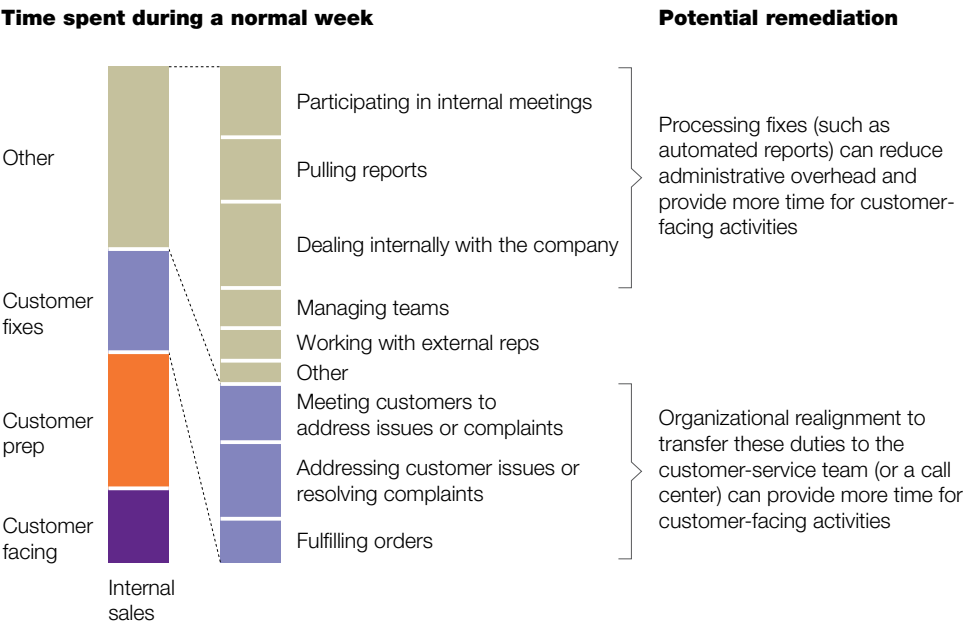 Time spent during a normal week
Potential remediation
Other
Customer
fixes
Customer
prep
Customer
facing
Internal
sales
Participating in internal meetings
Pulling reports
Dealing internally with the company
Managing teams
Working with external reps
Other
Meeting customers to
address issues or complaints
Addressing customer issues or
resolving complaints
Fulfilling orders
Processing fixes (such as
automated reports) can reduce
administrative overhead and
provide more time for customer-
facing activities
Organizational realignment to
transfer these duties to the
customer-service team (or a call
center) can provide more time for
customer-facing activities